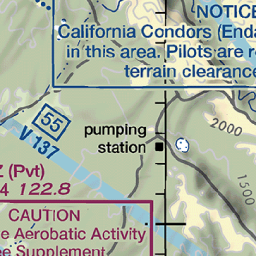 NOTICE
California Condors (Enda
in this area. Pilots are r
terrain clearance
55
V 137
2000
pumping
station
Z (Pvt)
4 122.8
1500
CAUTION
e Aerobatic Activity
ee Supplement